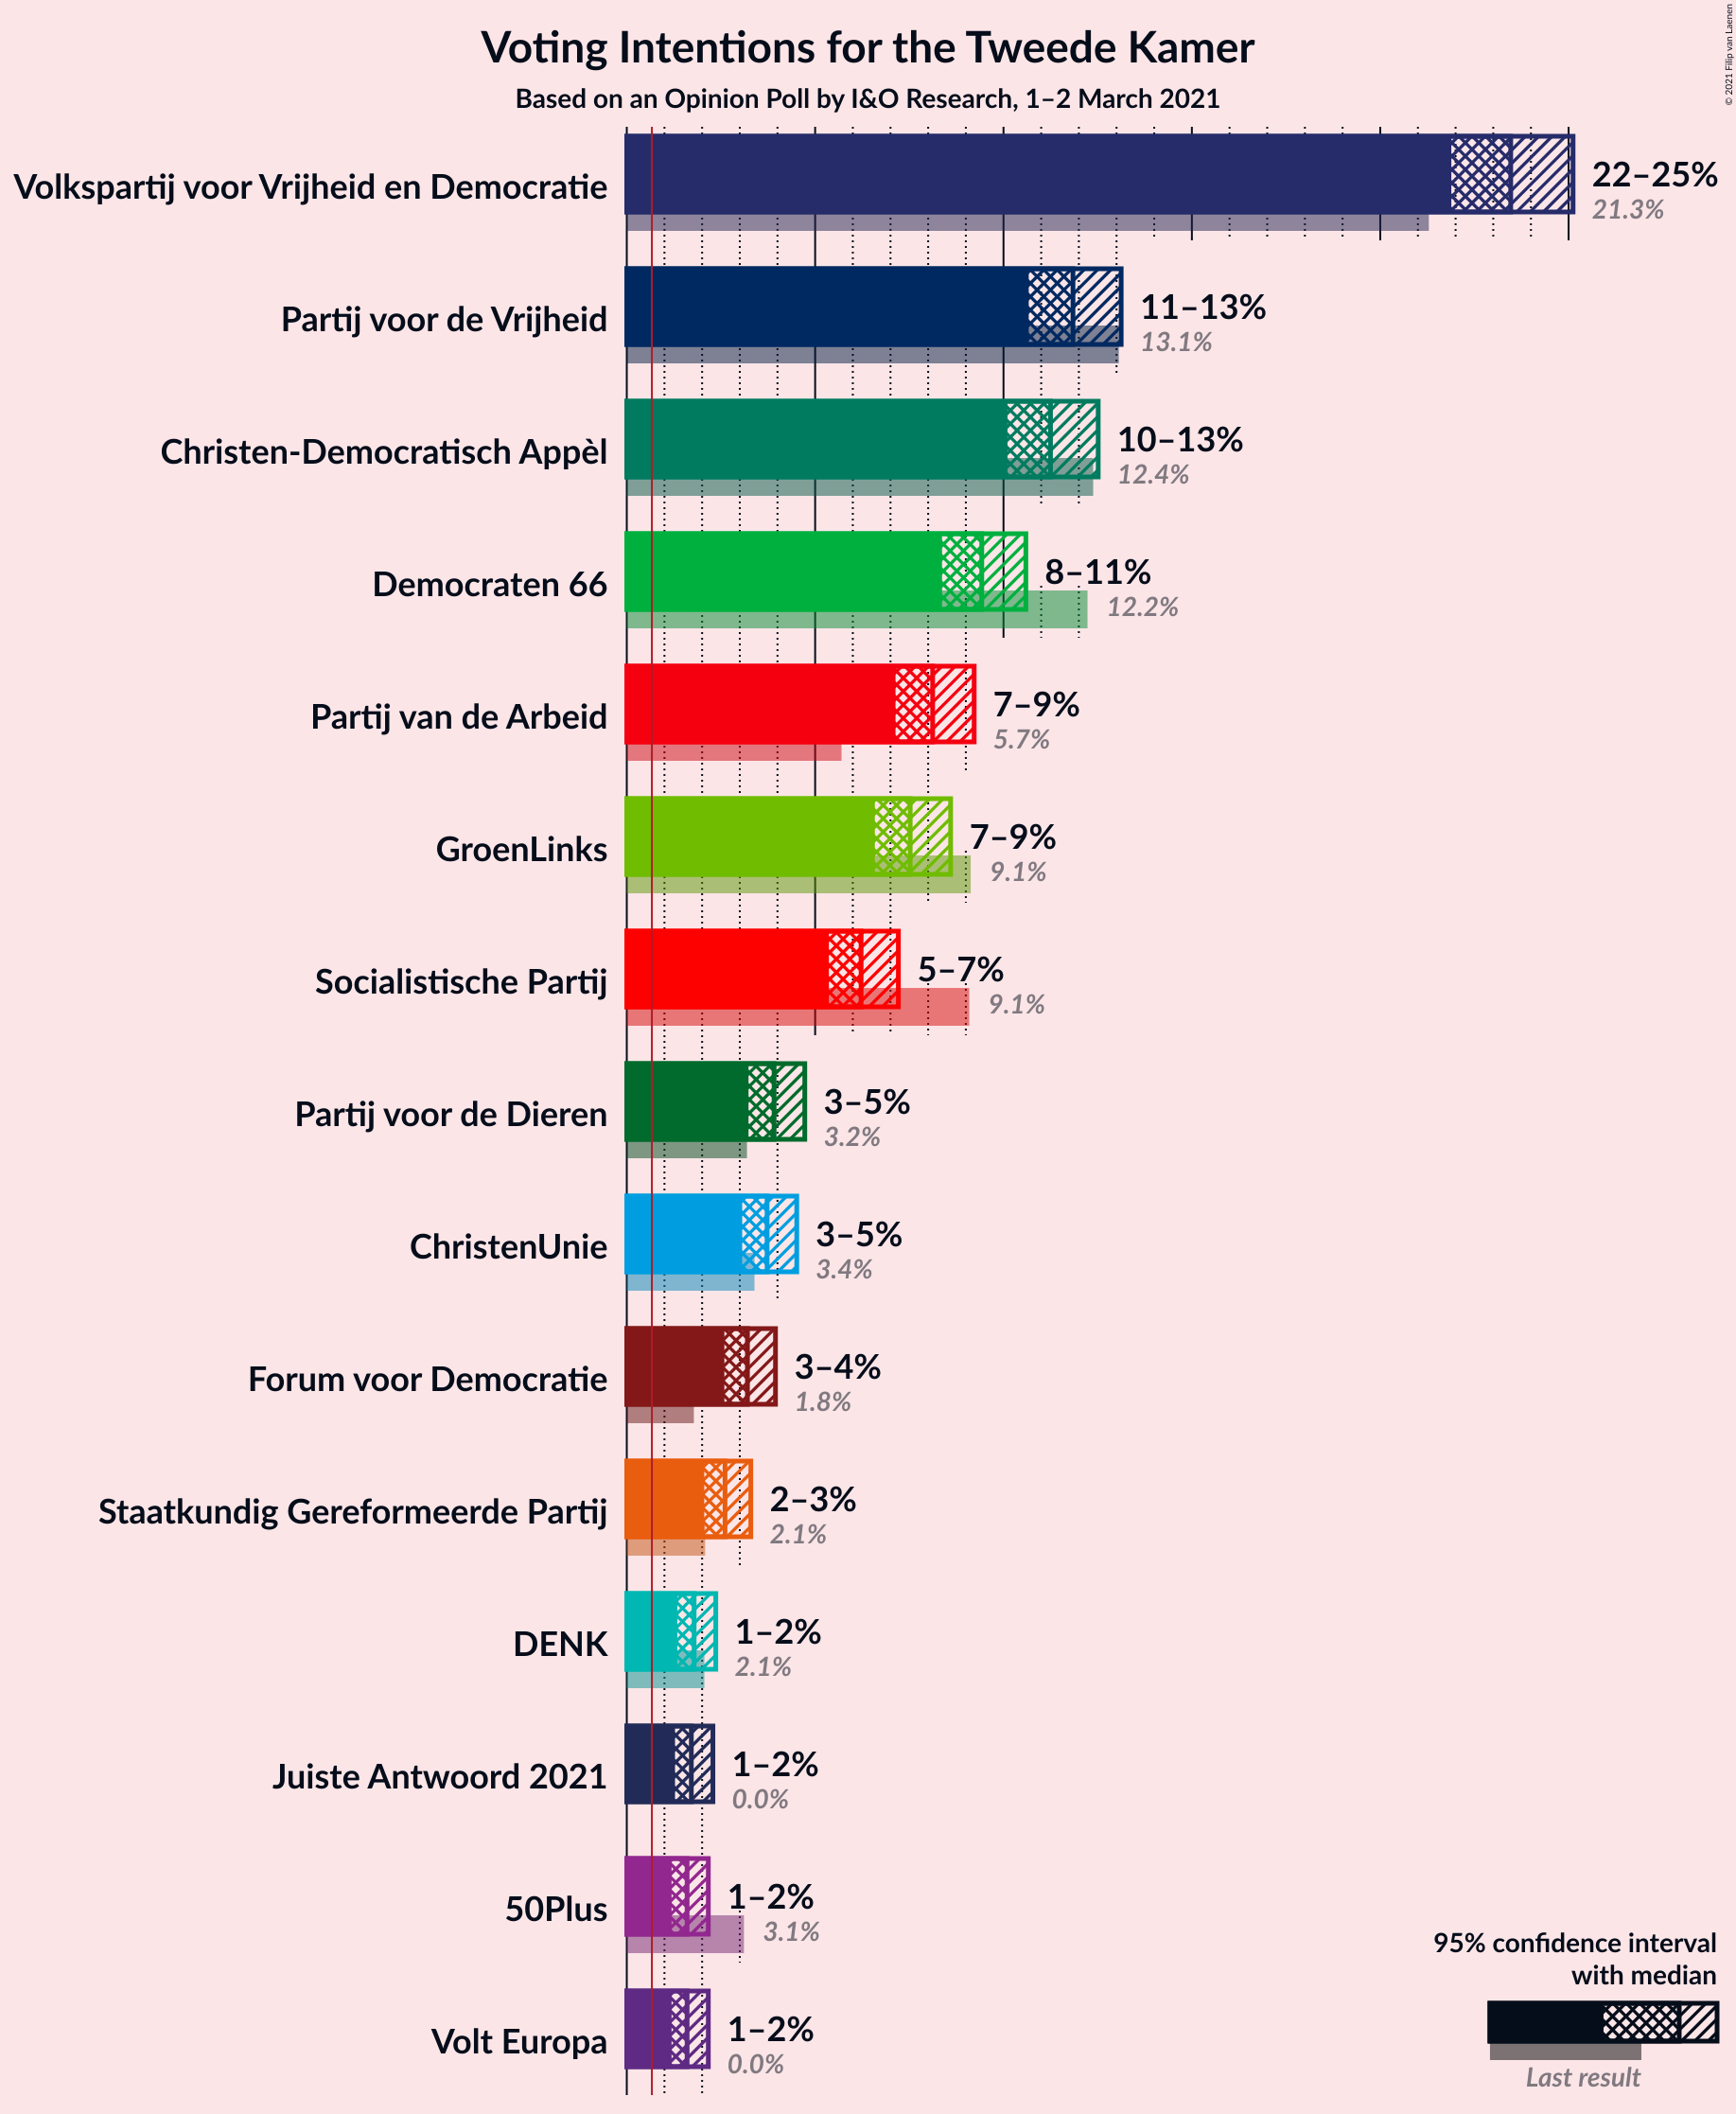 Voting Intentions for the Tweede Kamer
Based on an Opinion Poll by I&O Research, 1–2 March 2021
© 2021 Filip van Laenen
Volkspartij voor Vrijheid en Democratie
22–25%
21.3%
Partij voor de Vrijheid
11–13%
13.1%
Christen-Democratisch Appèl
10–13%
12.4%
Democraten 66
8–11%
12.2%
Partij van de Arbeid
7–9%
5.7%
GroenLinks
7–9%
9.1%
Socialistische Partij
5–7%
9.1%
Partij voor de Dieren
3–5%
3.2%
ChristenUnie
3–5%
3.4%
Forum voor Democratie
3–4%
1.8%
Staatkundig Gereformeerde Partij
2–3%
2.1%
DENK
1–2%
2.1%
Juiste Antwoord 2021
1–2%
0.0%
50Plus
1–2%
3.1%
Volt Europa
1–2%
0.0%
95% confidence interval
with median
Last result